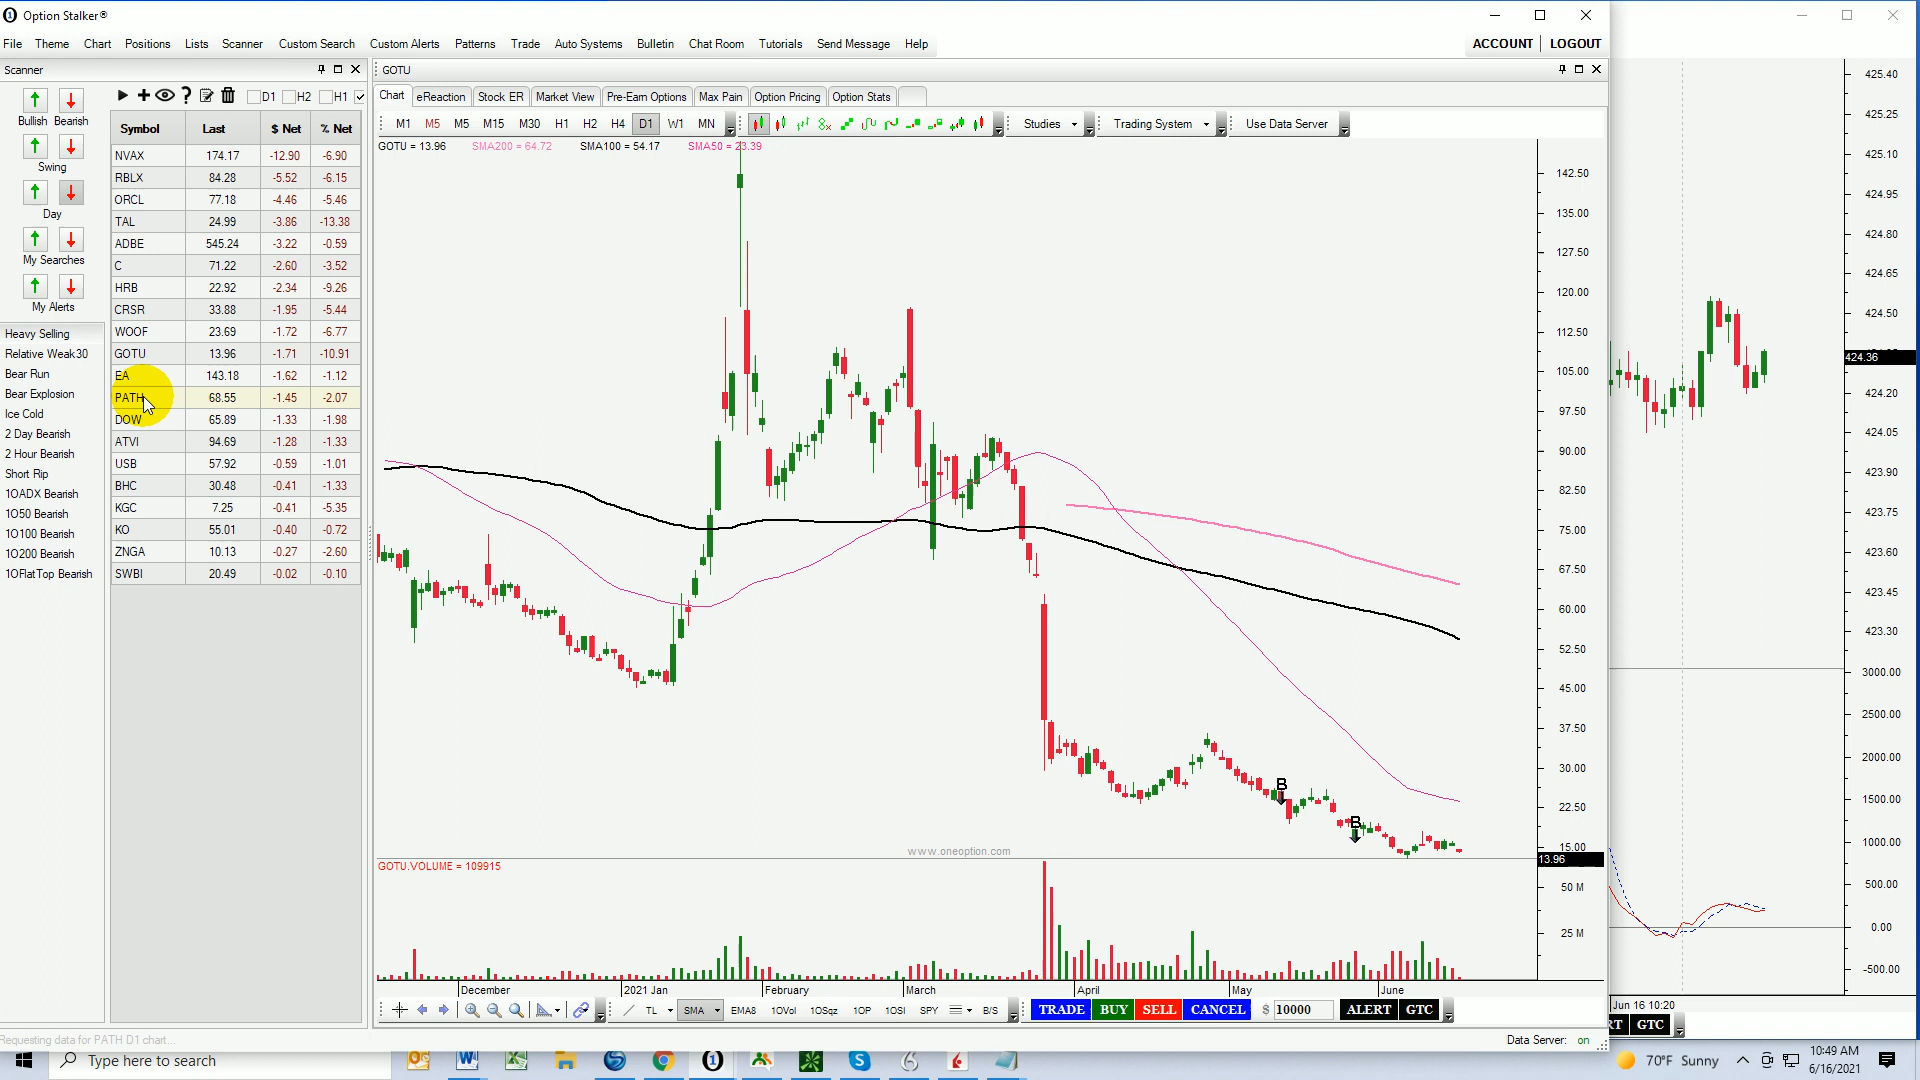 Option Stalker®
File Theme Chart Positions Lists Scanner Custom Search Custom Alerts Patterns Trade Auto Systems Bulletin Chat Room Tutorials Send Message Help
ACCOUNT LOGOUT
Scanner
GOTU
Chart eReaction Stock ER Market View Pre-Earn Options Max Pain Option Pricing Option Stats
D1 H2 H1
M1 M5 M5 M15 M30 H1 H2 H4 D1 W1 MN Studies Trading System Use Data Server
GOTU = 13.96 SMA200 = 64.72 SMA100 = 54.17 SMA50 = 23.39
Bullish Bearish
Swing
Day
My Searches
My Alerts
Heavy Selling
Relative Weak30
Bear Run
Bear Explosion
Ice Cold
2 Day Bearish
2 Hour Bearish
Short Rip
1OADX Bearish
1O50 Bearish
1O100 Bearish
1O200 Bearish
1OFlatTop Bearish
Symbol Last $ Net % Net
NVAX 174.17 -12.90 -6.90
RBLX 84.28 -5.52 -6.15
ORCL 77.18 -4.46 -5.46
TAL 24.99 -3.86 -13.38
ADBE 545.24 -3.22 -0.59
C 71.22 -2.60 -3.52
HRB 22.92 -2.34 -9.26
CRSR 33.88 -1.95 -5.44
WOOF 23.69 -1.72 -6.77
GOTU 13.96 -1.71 -10.91
EA 143.18 -1.62 -1.12
PATH 68.55 -1.45 -2.07
DOW 65.89 -1.33 -1.98
ATVI 94.69 -1.28 -1.33
USB 57.92 -0.59 -1.01
BHC 30.48 -0.41 -1.33
KGC 7.25 -0.41 -5.35
KO 55.01 -0.40 -0.72
ZNGA 10.13 -0.27 -2.60
SWBI 20.49 -0.02 -0.10
142.50
135.00
127.50
120.00
112.50
105.00
97.50
90.00
82.50
75.00
67.50
60.00
52.50
45.00
37.50
30.00
22.50
15.00
13.96
B
B
www.oneoption.com
GOTU.VOLUME = 109915
50 M
25 M
December 2021 Jan February March April May June
TL SMA EMA8 1OVol 1OSqz 1OP 1OSI SPY B/S TRADE BUY SELL CANCEL $ 10000 ALERT GTC
Requesting data for PATH D1 chart...
Data Server: on
425.40
425.25
425.10
424.95
424.80
424.65
424.50
424.36
424.20
424.05
423.90
423.75
423.60
423.45
423.30
3000.00
2500.00
2000.00
1500.00
1000.00
500.00
0.00
-500.00
Jun 16 10:20
RT GTC
Type here to search
70°F Sunny
10:49 AM
6/16/2021